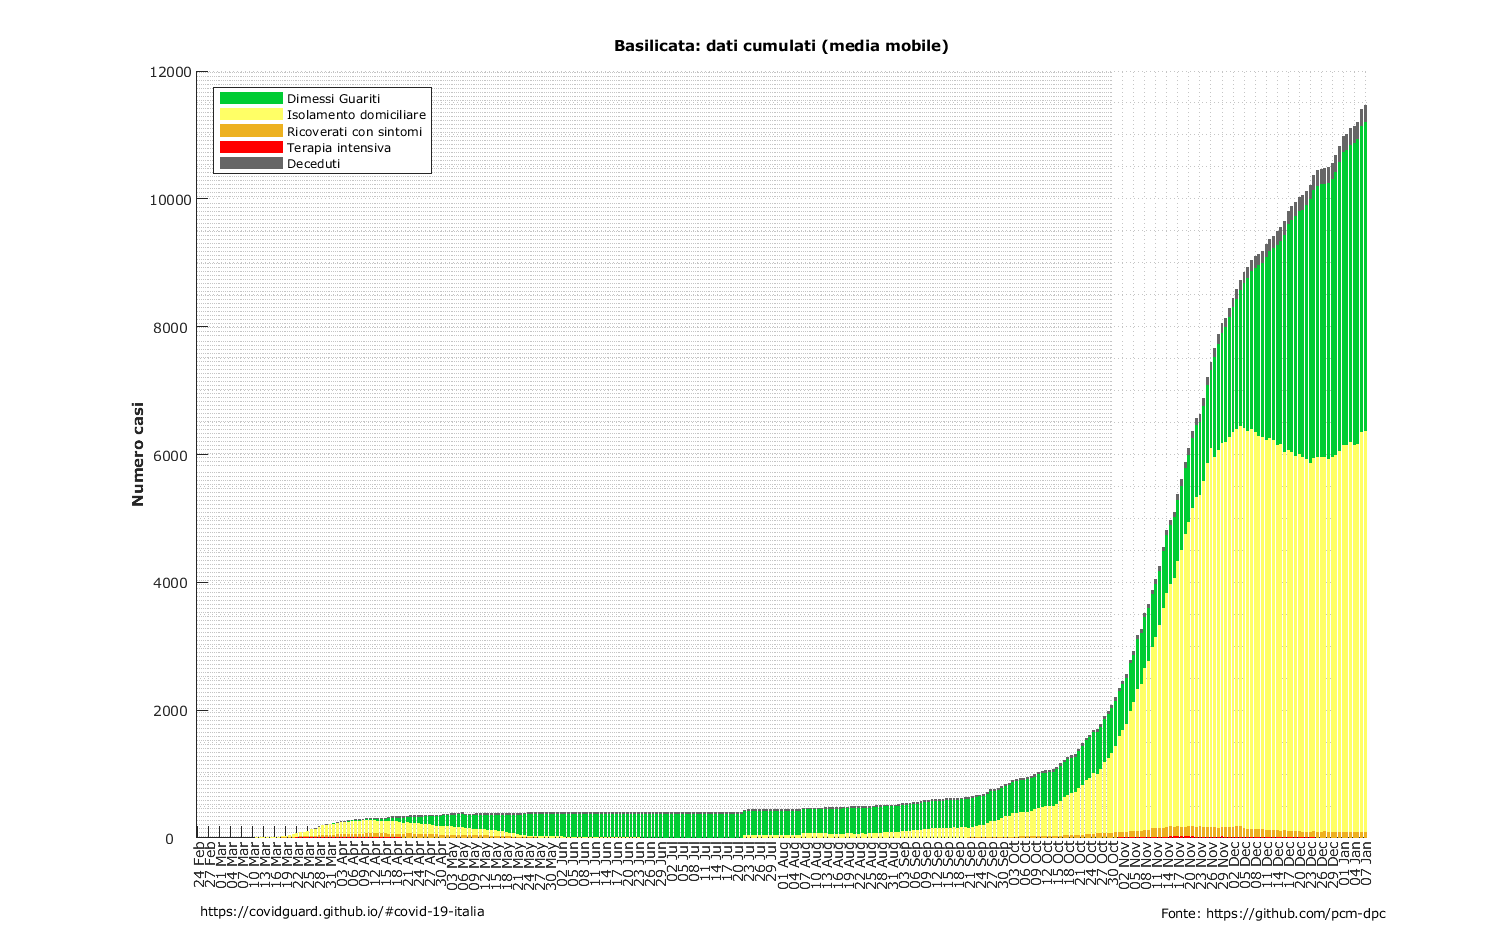 Basilicata: dati cumulati (media mobile)
12000
10000
8000
6000
4000
2000
0
Numero casi
Dimessi Guariti
Isolamento domiciliare
Ricoverati con sintomi
Terapia intensiva
Deceduti
24 Feb
27 Feb
01 Mar
04 Mar
07 Mar
10 Mar
13 Mar
16 Mar
19 Mar
22 Mar
25 Mar
28 Mar
31 Mar
03 Apr
06 Apr
09 Apr
12 Apr
15 Apr
18 Apr
21 Apr
24 Apr
27 Apr
30 Apr
03 May
06 May
09 May
12 May
15 May
18 May
21 May
24 May
27 May
30 May
02 Jun
05 Jun
08 Jun
11 Jun
14 Jun
17 Jun
20 Jun
23 Jun
26 Jun
29 Jun
02 Jul
05 Jul
08 Jul
11 Jul
14 Jul
17 Jul
20 Jul
23 Jul
26 Jul
29 Jul
01 Aug
04 Aug
07 Aug
10 Aug
13 Aug
16 Aug
19 Aug
22 Aug
25 Aug
28 Aug
31 Aug
03 Sep
06 Sep
09 Sep
12 Sep
15 Sep
18 Sep
21 Sep
24 Sep
27 Sep
30 Sep
03 Oct
06 Oct
09 Oct
12 Oct
15 Oct
18 Oct
21 Oct
24 Oct
27 Oct
30 Oct
02 Nov
05 Nov
08 Nov
11 Nov
14 Nov
17 Nov
20 Nov
23 Nov
26 Nov
29 Nov
02 Dec
05 Dec
08 Dec
11 Dec
14 Dec
17 Dec
20 Dec
23 Dec
26 Dec
29 Dec
01 Jan
04 Jan
07 Jan
https://covidguard.github.io/#covid-19-italia
Fonte: https://github.com/pcm-dpc